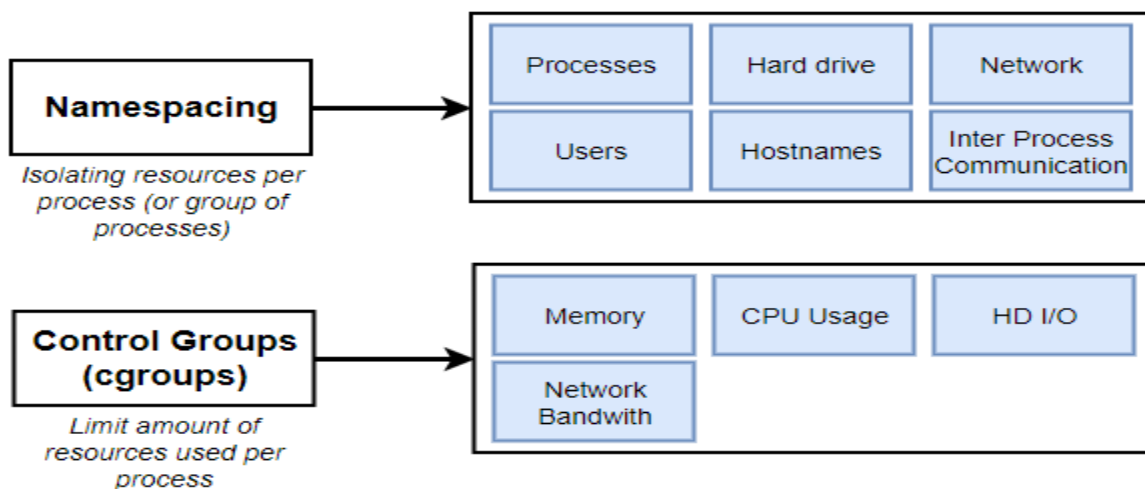 Processes
Hard drive
Network
Namespacing
Users
Hostnames
Inter Process
Communication
Isolating resources per
process (or group of
processes)
Memory
CPU Usage
HD I/O
Control Groups
(cgroups)
Network
Bandwith
Limit amount of
resources used per
process